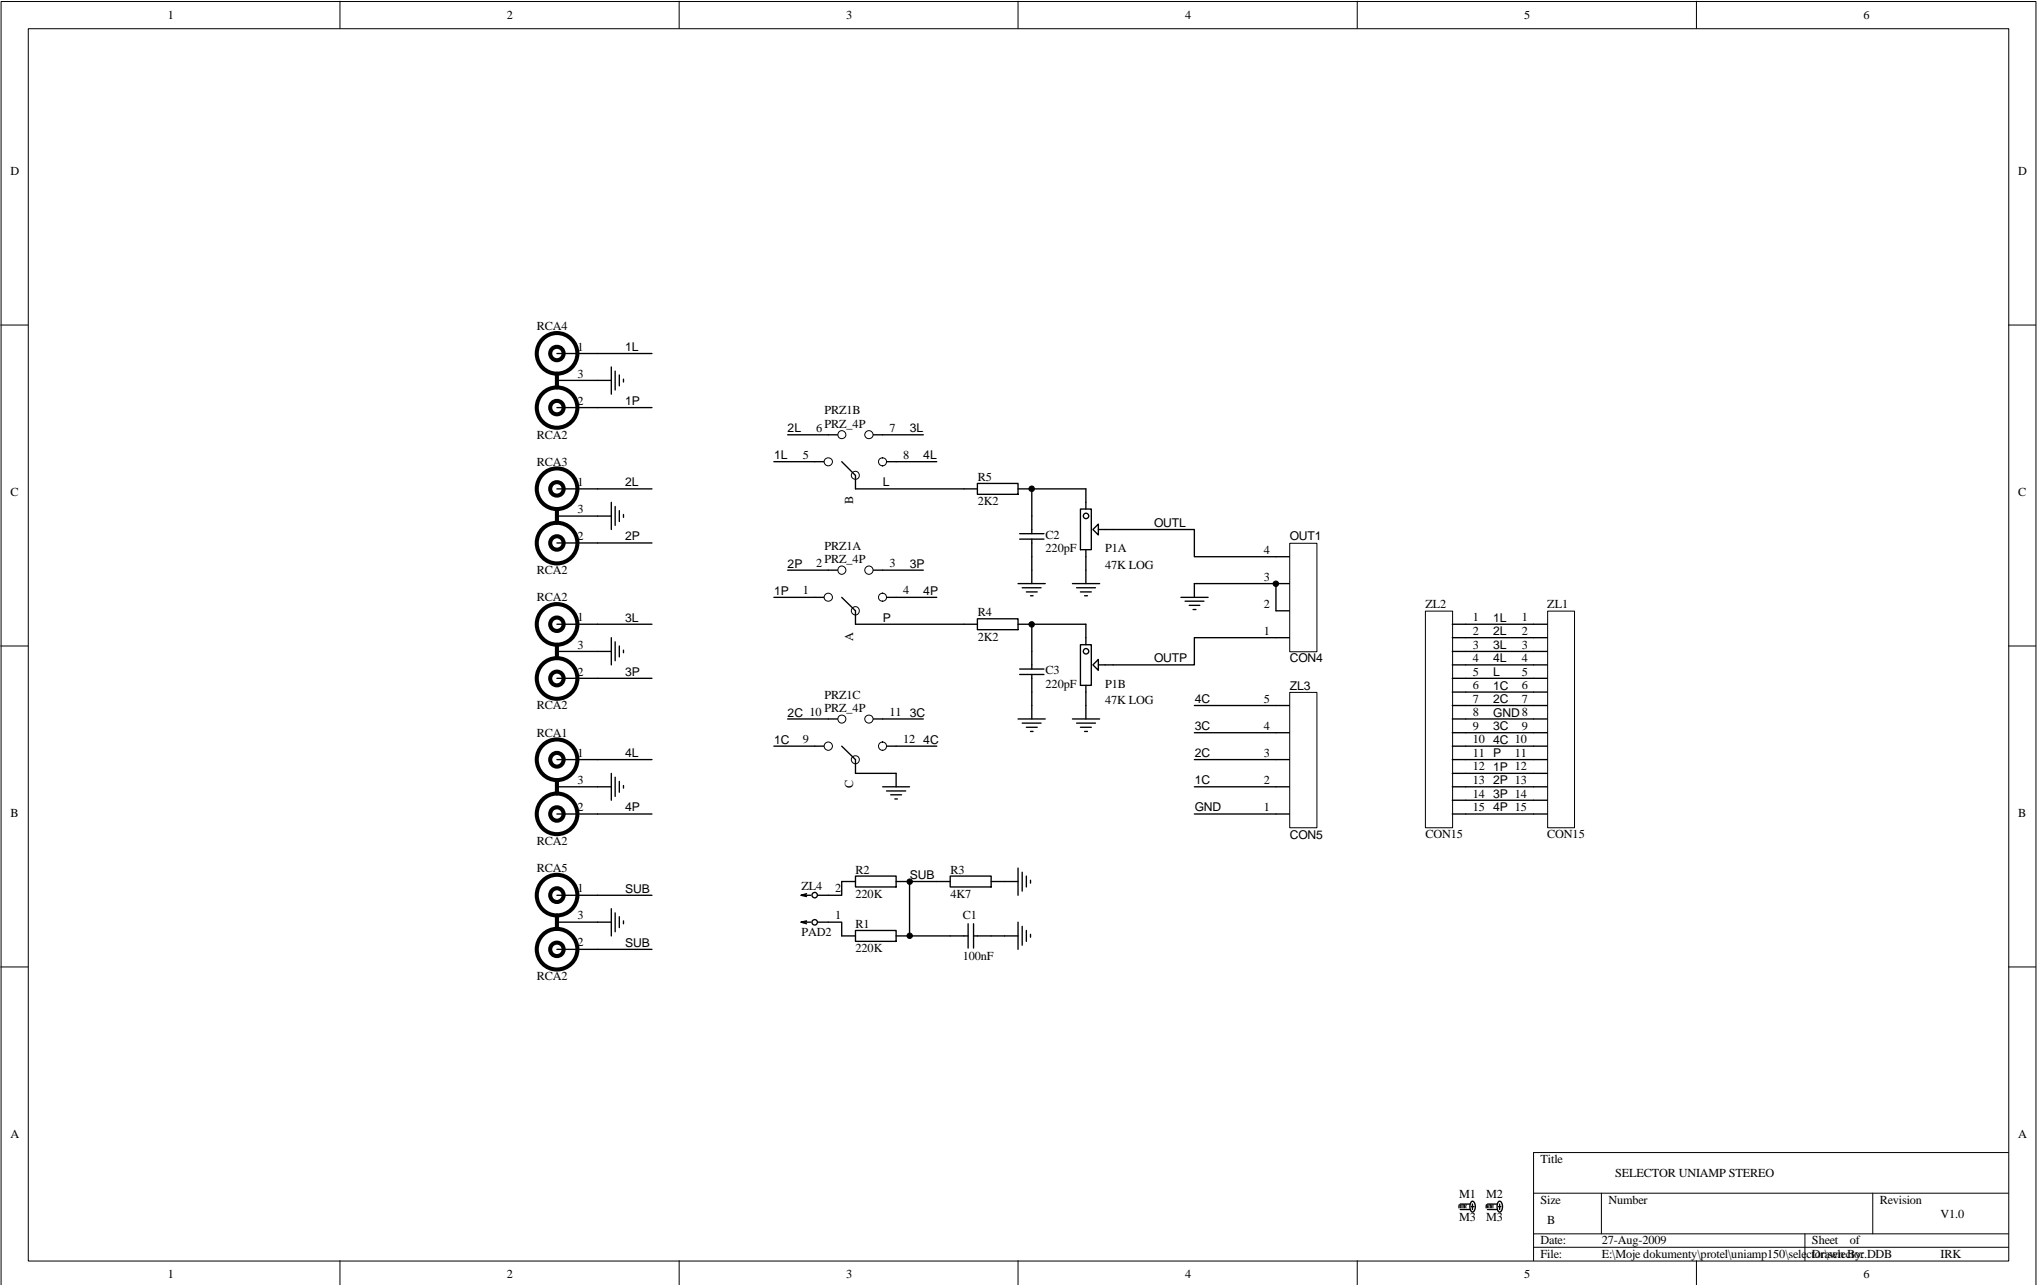 1 2 3 4 5 6
D D
RCA4
1 1L
3
2 1P
RCA2
PRZ1B
2L 6 PRZ_4P 7 3L
1L 5 8 4L
B L
C C
RCA3
1 2L
3
2 2P
RCA2
R5
2K2
C2
220pF
P1A
47K LOG
OUTL
OUT1
4
3
2
1
CON4
PRZ1A
2P 2 PRZ_4P 3 3P
1P 1 4 4P
A P
R4
2K2
C3
220pF
P1B
47K LOG
OUTP
RCA2
1 3L
3
2 3P
RCA2
ZL2 ZL1
1 1L 1
2 2L 2
3 3L 3
4 4L 4
5 L 5
6 1C 6
7 2C 7
8 GND 8
9 3C 9
10 4C 10
11 P 11
12 1P 12
13 2P 13
14 3P 14
15 4P 15
CON15 CON15
PRZ1C
2C 10 PRZ_4P 11 3C
1C 9 12 4C
C
ZL3
4C 5
3C 4
2C 3
1C 2
GND 1
CON5
RCA1
1 4L
3
2 4P
RCA2
B B
RCA5
1 SUB
3
2 SUB
RCA2
ZL4 2
1
PAD2
R2
220K
SUB
R3
4K7
R1
220K
C1
100nF
A A
M1 M2
M3 M3
Title
SELECTOR UNIAMP STEREO
Size Number Revision
B V1.0
Date: 27-Aug-2009 Sheet of
File: E:\Moje dokumenty\protel\uniamp150\selector\selector.DDB Drawn By: IRK
1 2 3 4 5 6